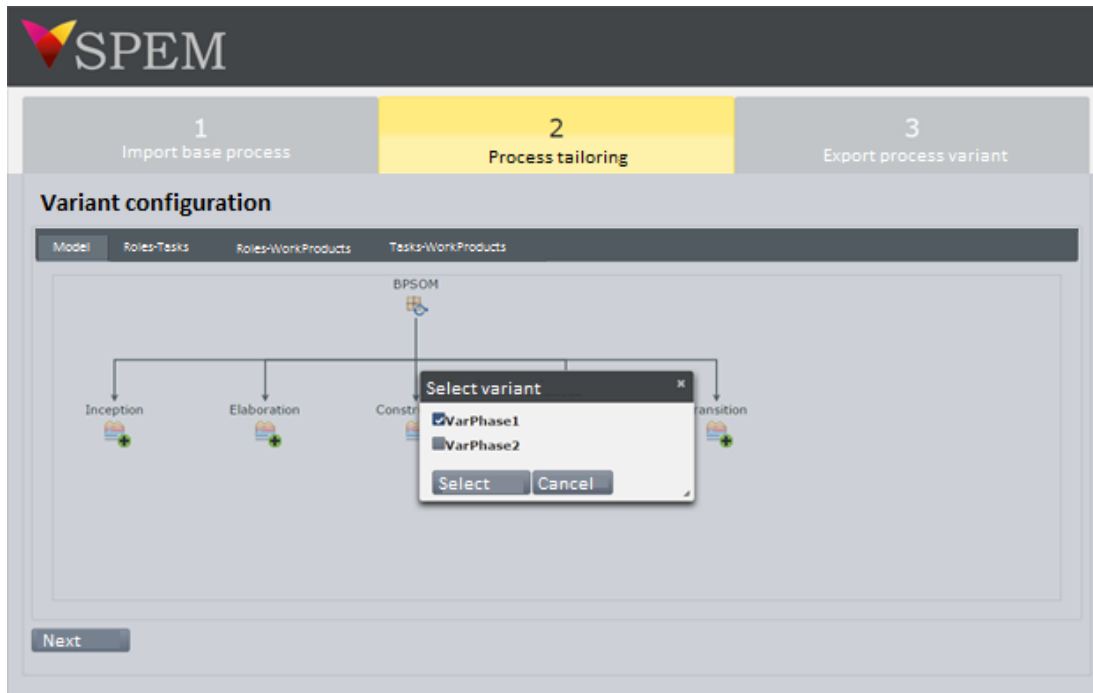 SPEM
1
Import base process
2
Process tailoring
3
Export process variant
Variant configuration
Model Roles-Tasks Roles-WorkProducts Tasks-WorkProducts
BPSOM
Select variant
Inception Elaboration Constr ransition
VarPhase1
VarPhase2
Select Cancel
Next